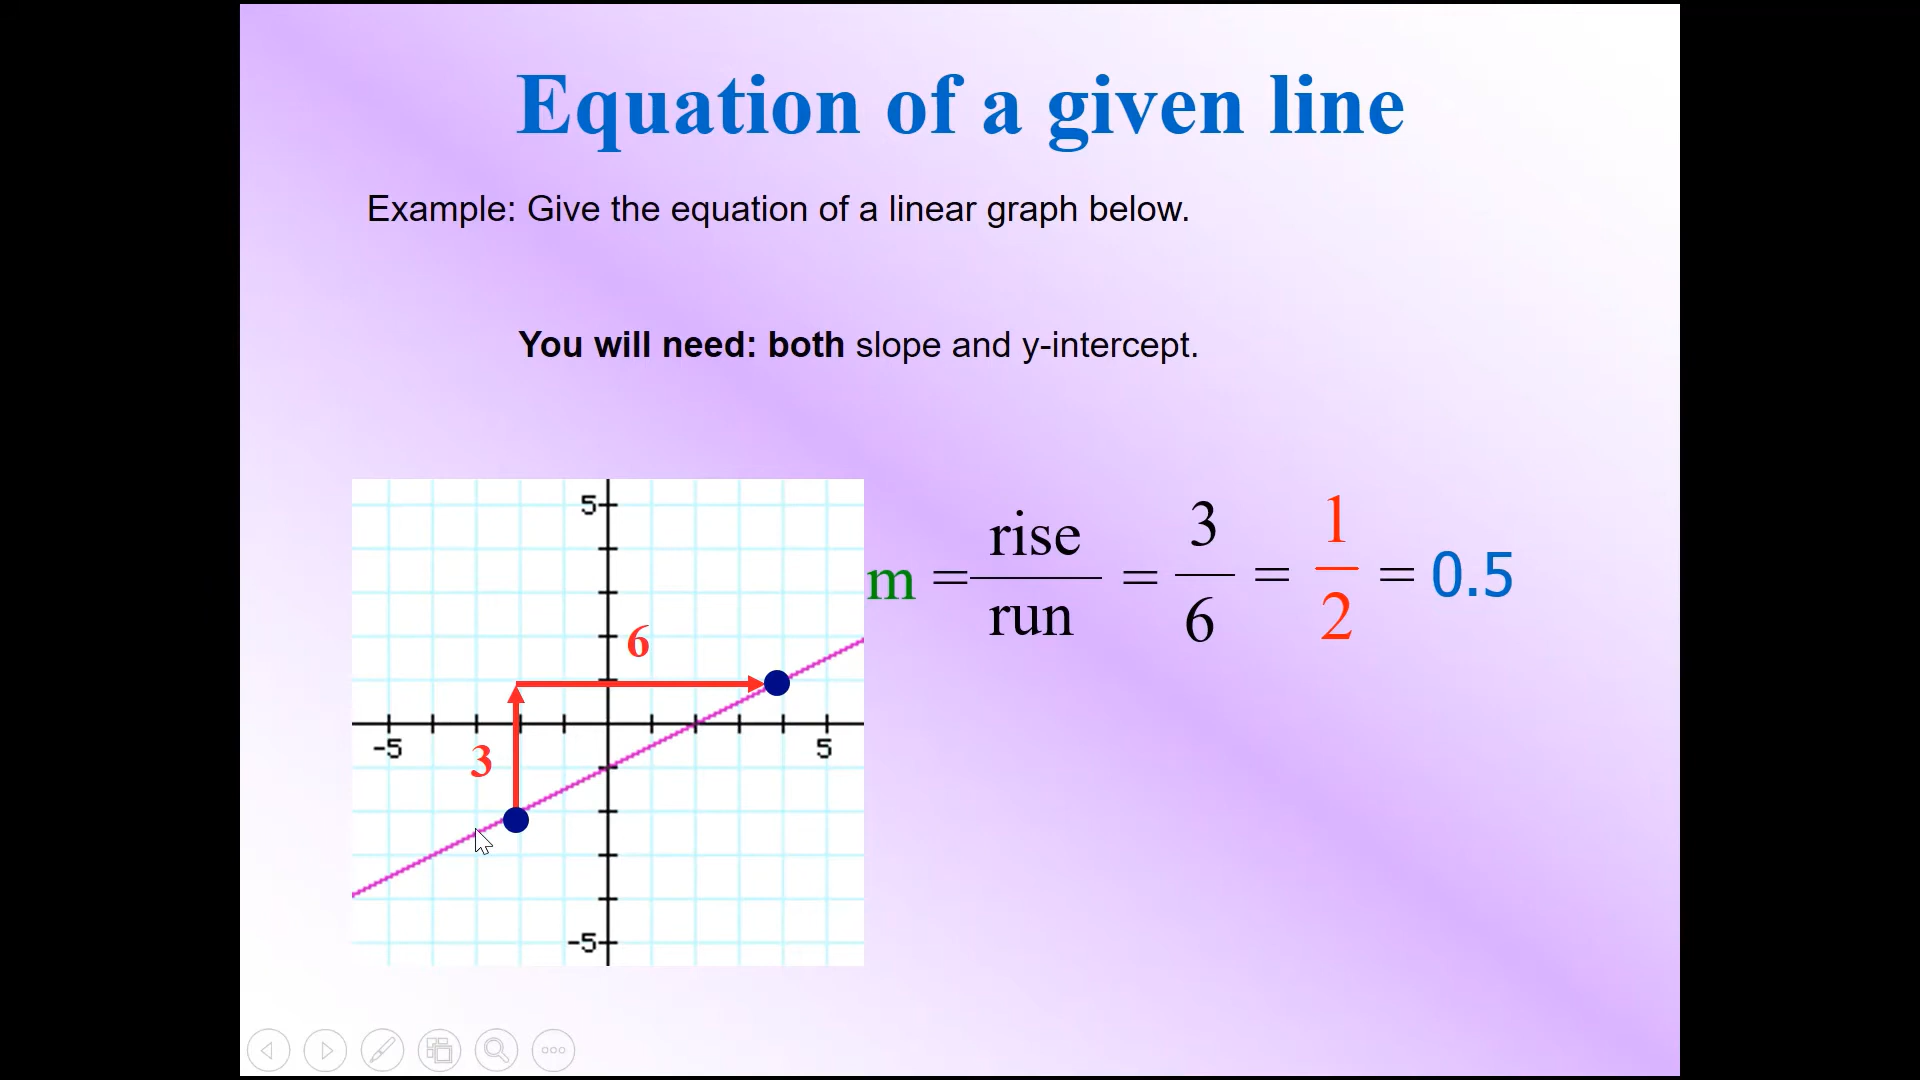 Equation of a given line
Example: Give the equation of a linear graph below.
You will need: both slope and y-intercept.
5
6
-5
5
3
-5
m = rise/run = 3/6 = 1/2 = 0.5